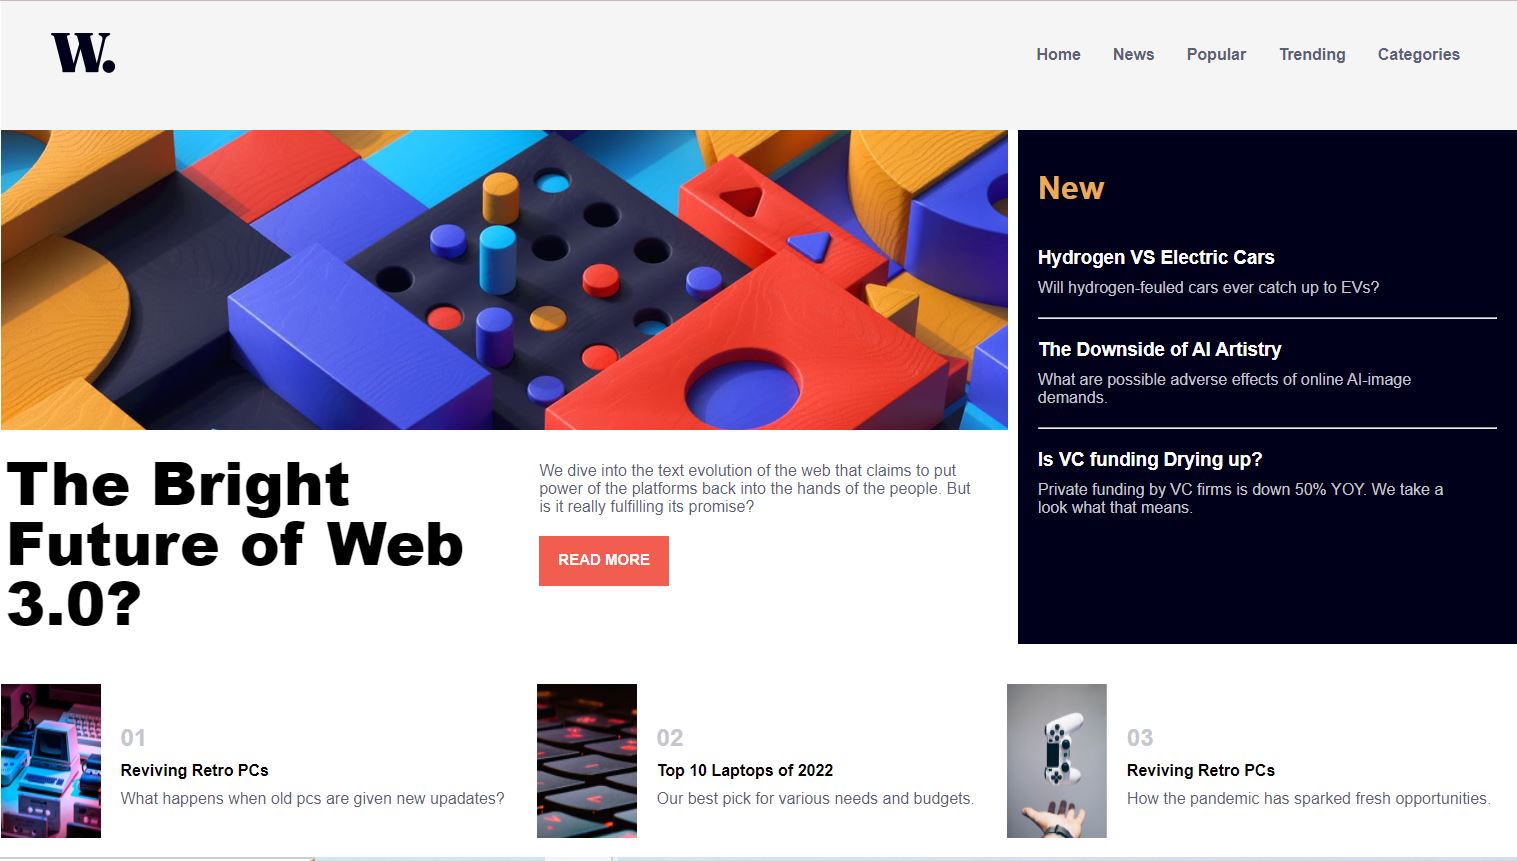 W.
Home News Popular Trending Categories
The Bright
Future of Web
3.0?
We dive into the text evolution of the web that claims to put
power of the platforms back into the hands of the people. But
is it really fulfilling its promise?
READ MORE
New
Hydrogen VS Electric Cars
Will hydrogen-feuled cars ever catch up to EVs?
The Downside of AI Artistry
What are possible adverse effects of online AI-image
demands.
Is VC funding Drying up?
Private funding by VC firms is down 50% YOY. We take a
look what that means.
01
Reviving Retro PCs
What happens when old pcs are given new upadates?
02
Top 10 Laptops of 2022
Our best pick for various needs and budgets.
03
Reviving Retro PCs
How the pandemic has sparked fresh opportunities.